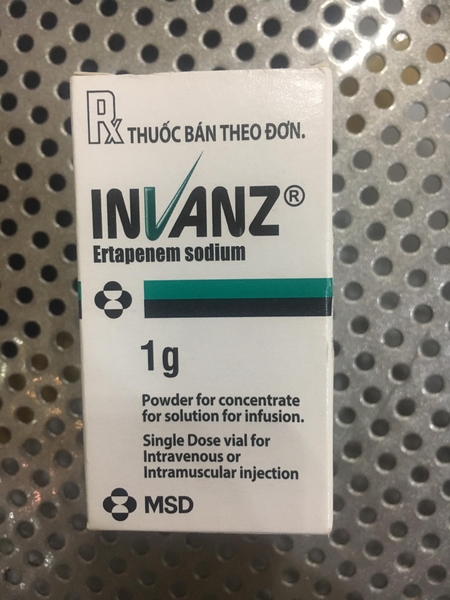 Rx THUỐC BÁN THEO ĐƠN.
INVANZ®
Ertapenem sodium
1g
Powder for concentrate
for solution for infusion.
Single Dose vial for
Intravenous or
Intramuscular injection
MSD